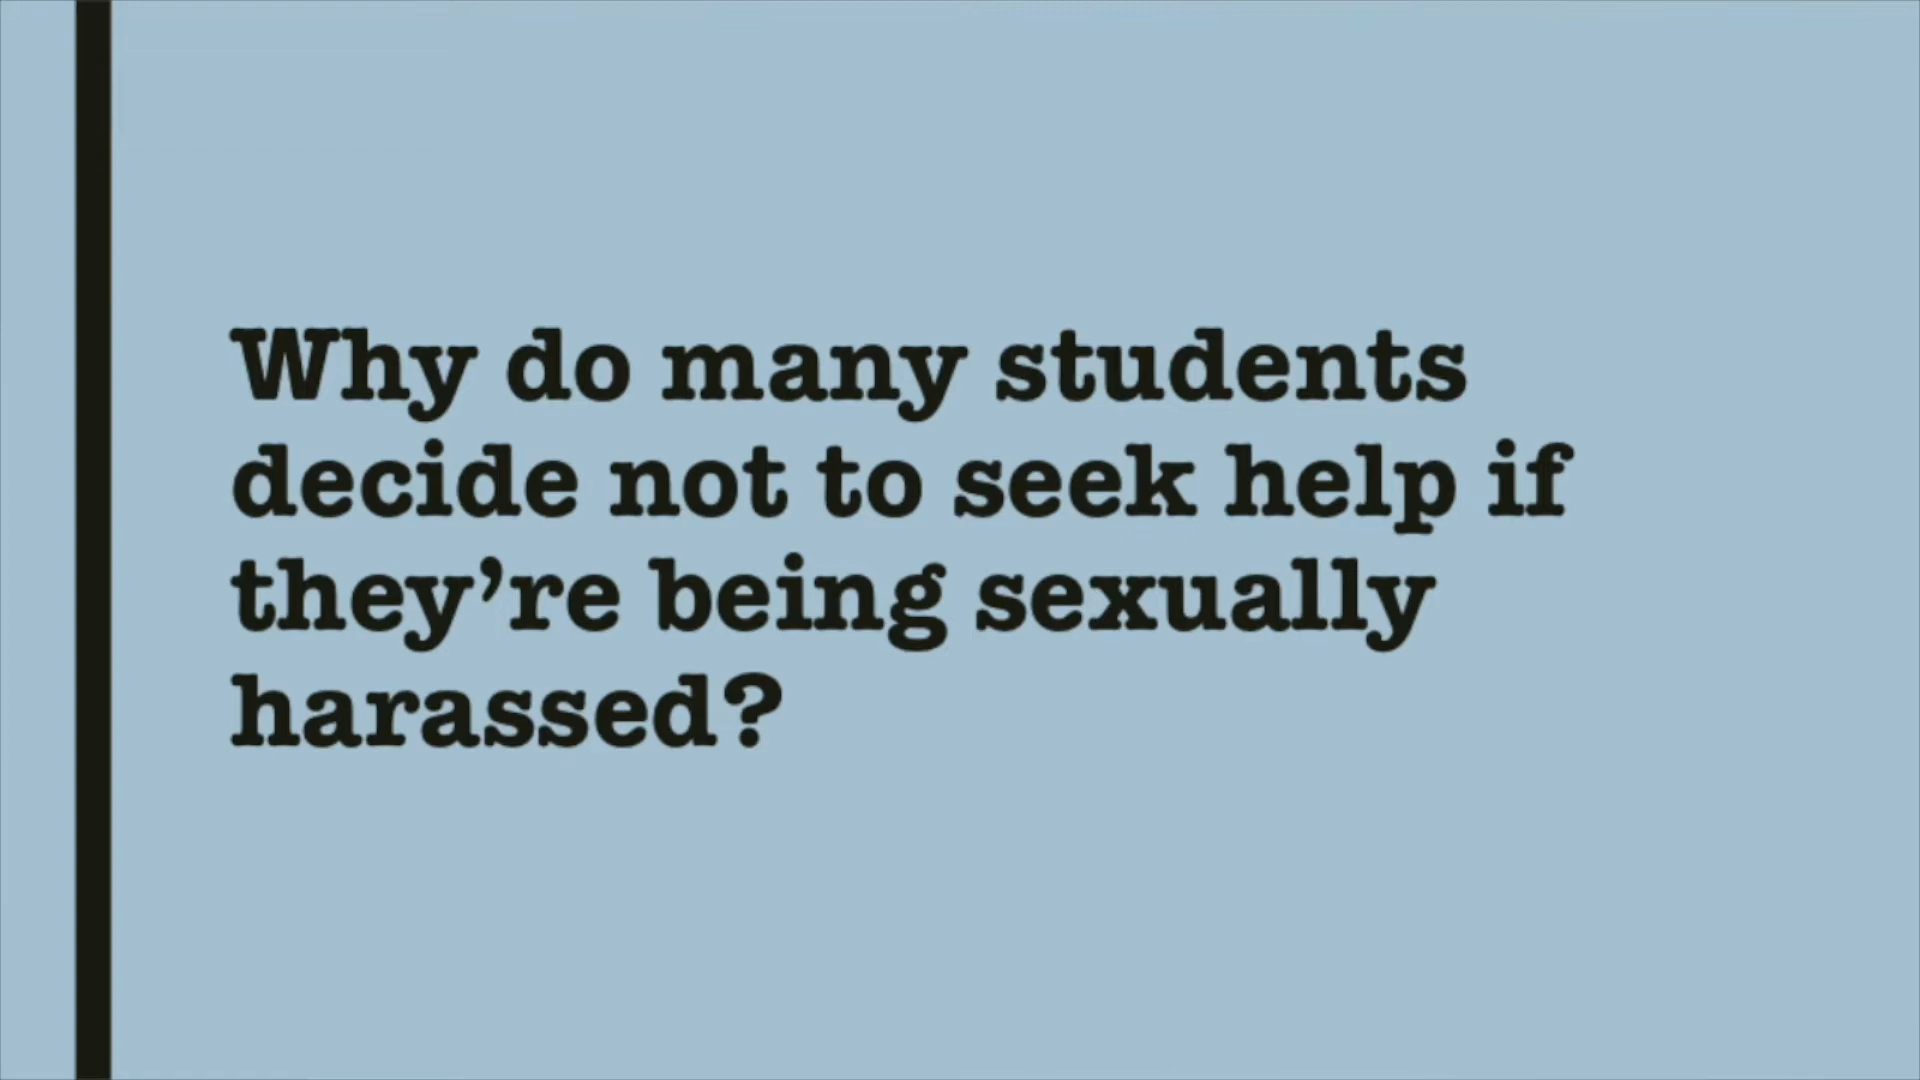 Why do many students
decide not to seek help if
they’re being sexually
harassed?